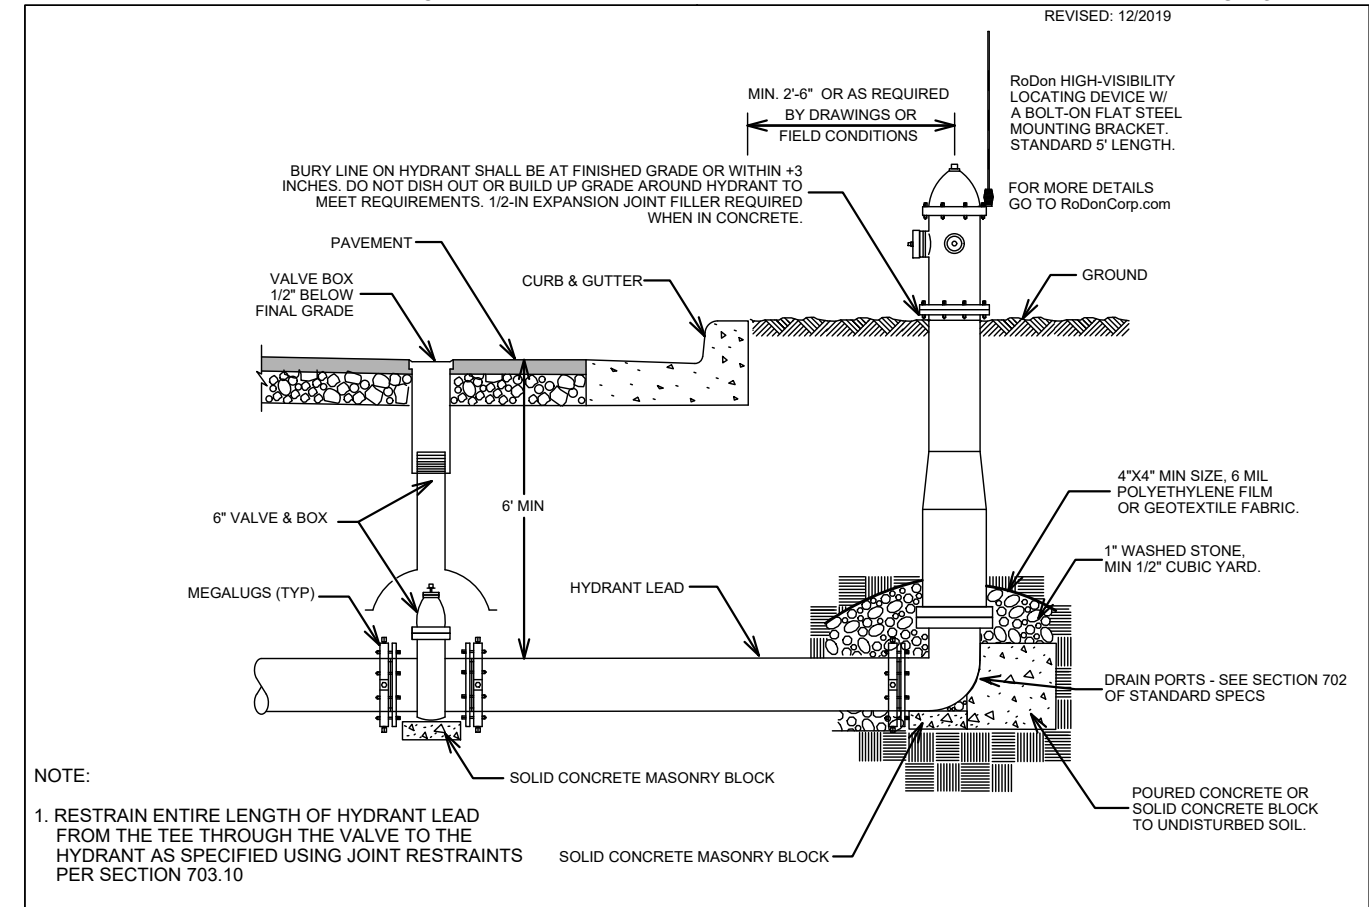 REVISED: 12/2019
RoDon HIGH-VISIBILITY
LOCATING DEVICE W/
A BOLT-ON FLAT STEEL
MOUNTING BRACKET.
STANDARD 5' LENGTH.
MIN. 2'-6" OR AS REQUIRED
BY DRAWINGS OR
FIELD CONDITIONS
BURY LINE ON HYDRANT SHALL BE AT FINISHED GRADE OR WITHIN +3
INCHES. DO NOT DISH OUT OR BUILD UP GRADE AROUND HYDRANT TO
MEET REQUIREMENTS. 1/2-IN EXPANSION JOINT FILLER REQUIRED
WHEN IN CONCRETE.
FOR MORE DETAILS
GO TO RoDonCorp.com
PAVEMENT
VALVE BOX
1/2" BELOW
FINAL GRADE
CURB & GUTTER
GROUND
4"X4" MIN SIZE, 6 MIL
POLYETHYLENE FILM
OR GEOTEXTILE FABRIC.
6" VALVE & BOX
6' MIN
1" WASHED STONE,
MIN 1/2" CUBIC YARD.
MEGALUGS (TYP)
HYDRANT LEAD
DRAIN PORTS - SEE SECTION 702
OF STANDARD SPECS
SOLID CONCRETE MASONRY BLOCK
POURED CONCRETE OR
SOLID CONCRETE BLOCK
TO UNDISTURBED SOIL.
SOLID CONCRETE MASONRY BLOCK
NOTE:
1. RESTRAIN ENTIRE LENGTH OF HYDRANT LEAD
FROM THE TEE THROUGH THE VALVE TO THE
HYDRANT AS SPECIFIED USING JOINT RESTRAINTS
PER SECTION 703.10